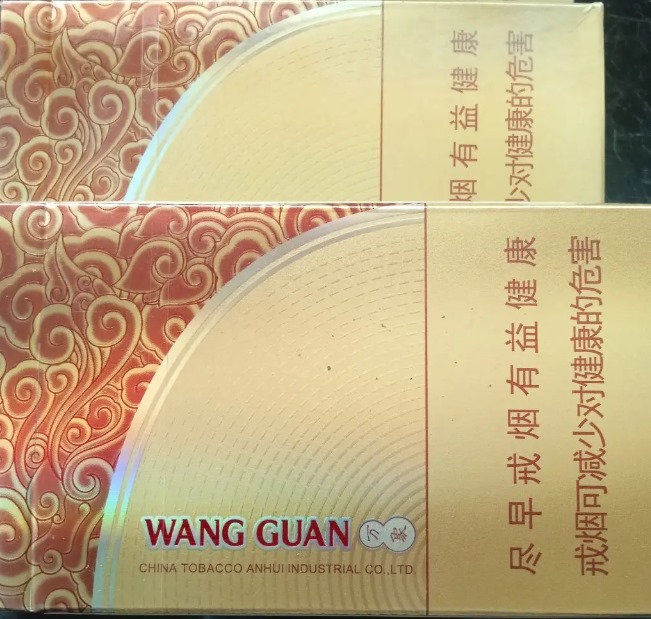 烟有益健康
少对健康的危害
WANG GUAN 万象
CHINA TOBACCO ANHUI INDUSTRIAL CO.,LTD.
尽早戒烟有益健康
戒烟可减少对健康的危害